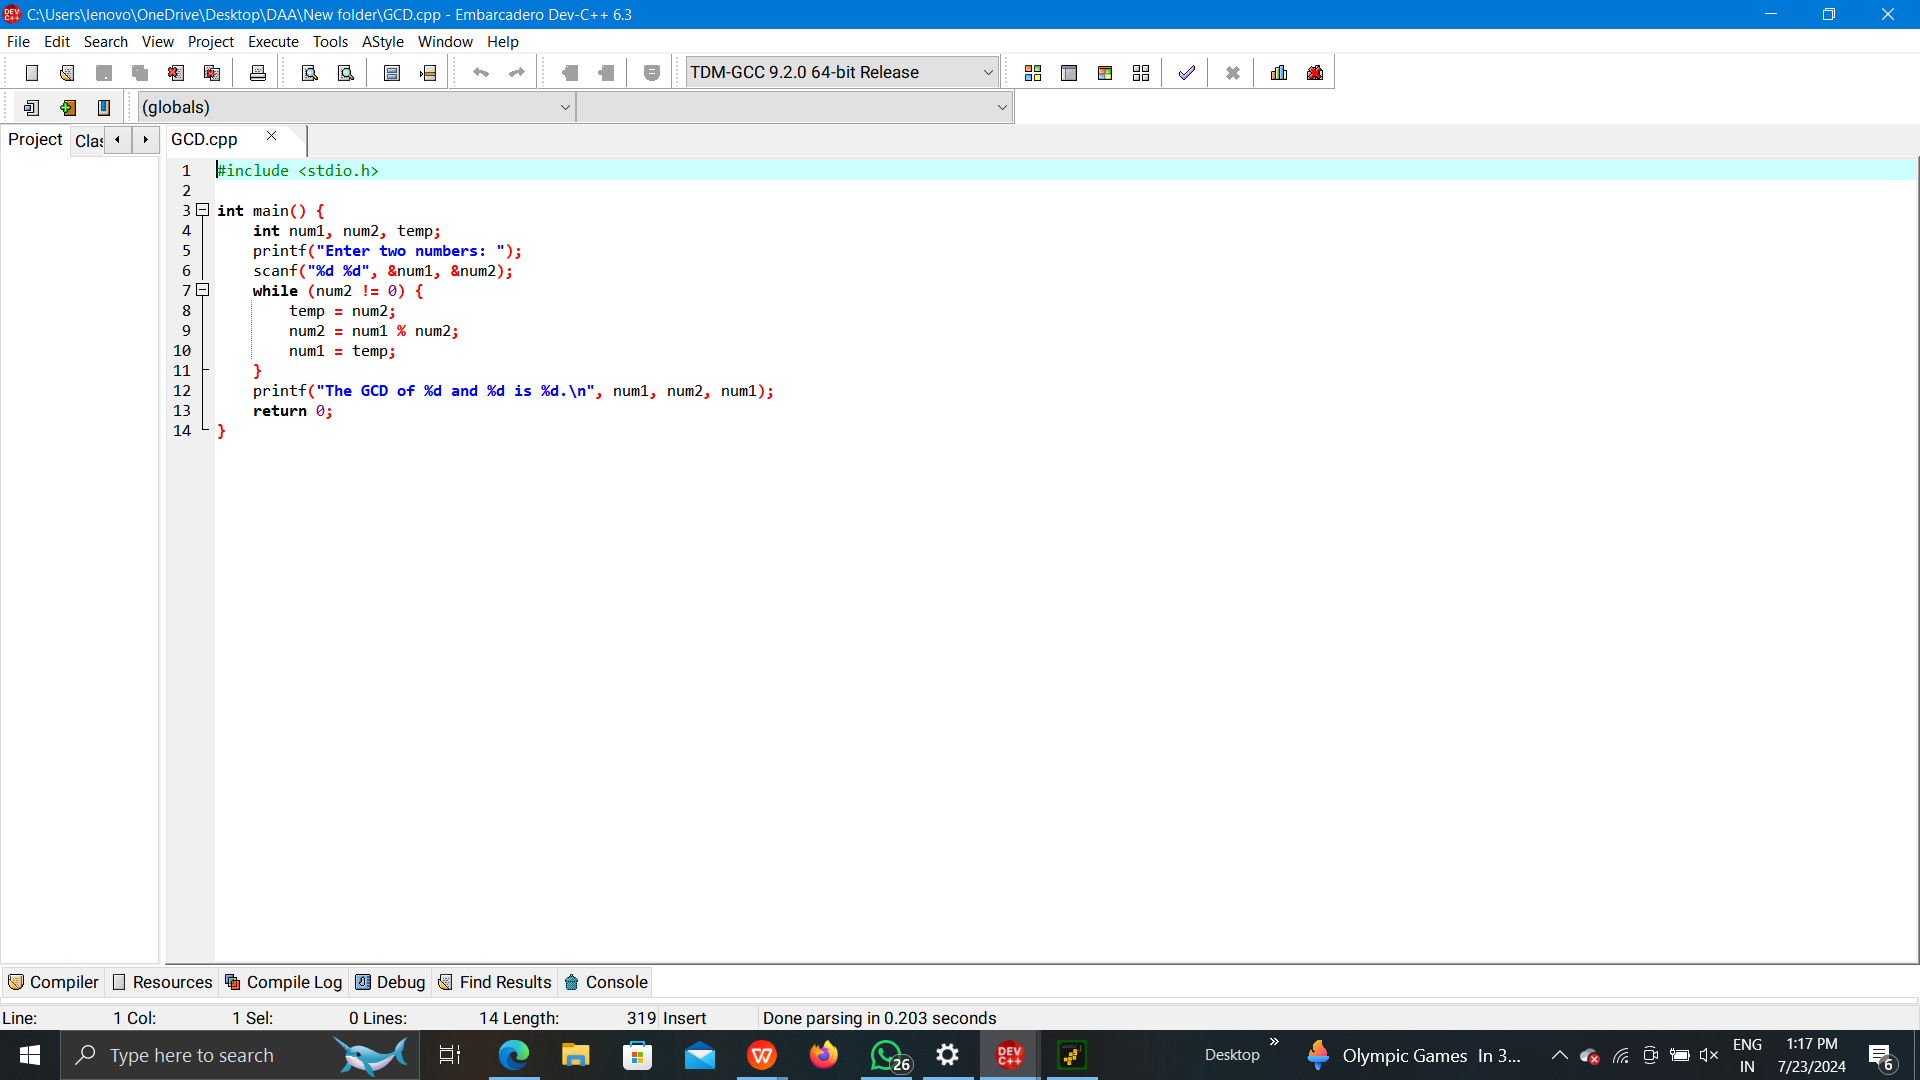 C:\Users\lenovo\OneDrive\Desktop\DAA\New folder\GCD.cpp - Embarcadero Dev-C++ 6.3
File Edit Search View Project Execute Tools AStyle Window Help
TDM-GCC 9.2.0 64-bit Release
(globals)
Project Clas GCD.cpp
1 #include <stdio.h>
2
3 int main() {
4     int num1, num2, temp;
5     printf("Enter two numbers: ");
6     scanf("%d %d", &num1, &num2);
7     while (num2 != 0) {
8         temp = num2;
9         num2 = num1 % num2;
10         num1 = temp;
11     }
12     printf("The GCD of %d and %d is %d.\n", num1, num2, num1);
13     return 0;
14 }
Compiler Resources Compile Log Debug Find Results Console
Line: 1 Col: 1 Sel: 0 Lines: 14 Length: 319 Insert Done parsing in 0.203 seconds
Type here to search DEV C++ 26 Desktop » Olympic Games In 3... ENG 1:17 PM
IN 7/23/2024 6